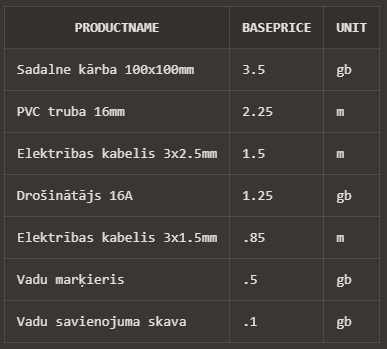 PRODUCTNAME BASEPRICE UNIT
Sadalne kārba 100x100mm 3.5 gb
PVC truba 16mm 2.25 m
Elektrības kabelis 3x2.5mm 1.5 m
Drošinātājs 16A 1.25 gb
Elektrības kabelis 3x1.5mm .85 m
Vadu marķieris .5 gb
Vadu savienojuma skava .1 gb